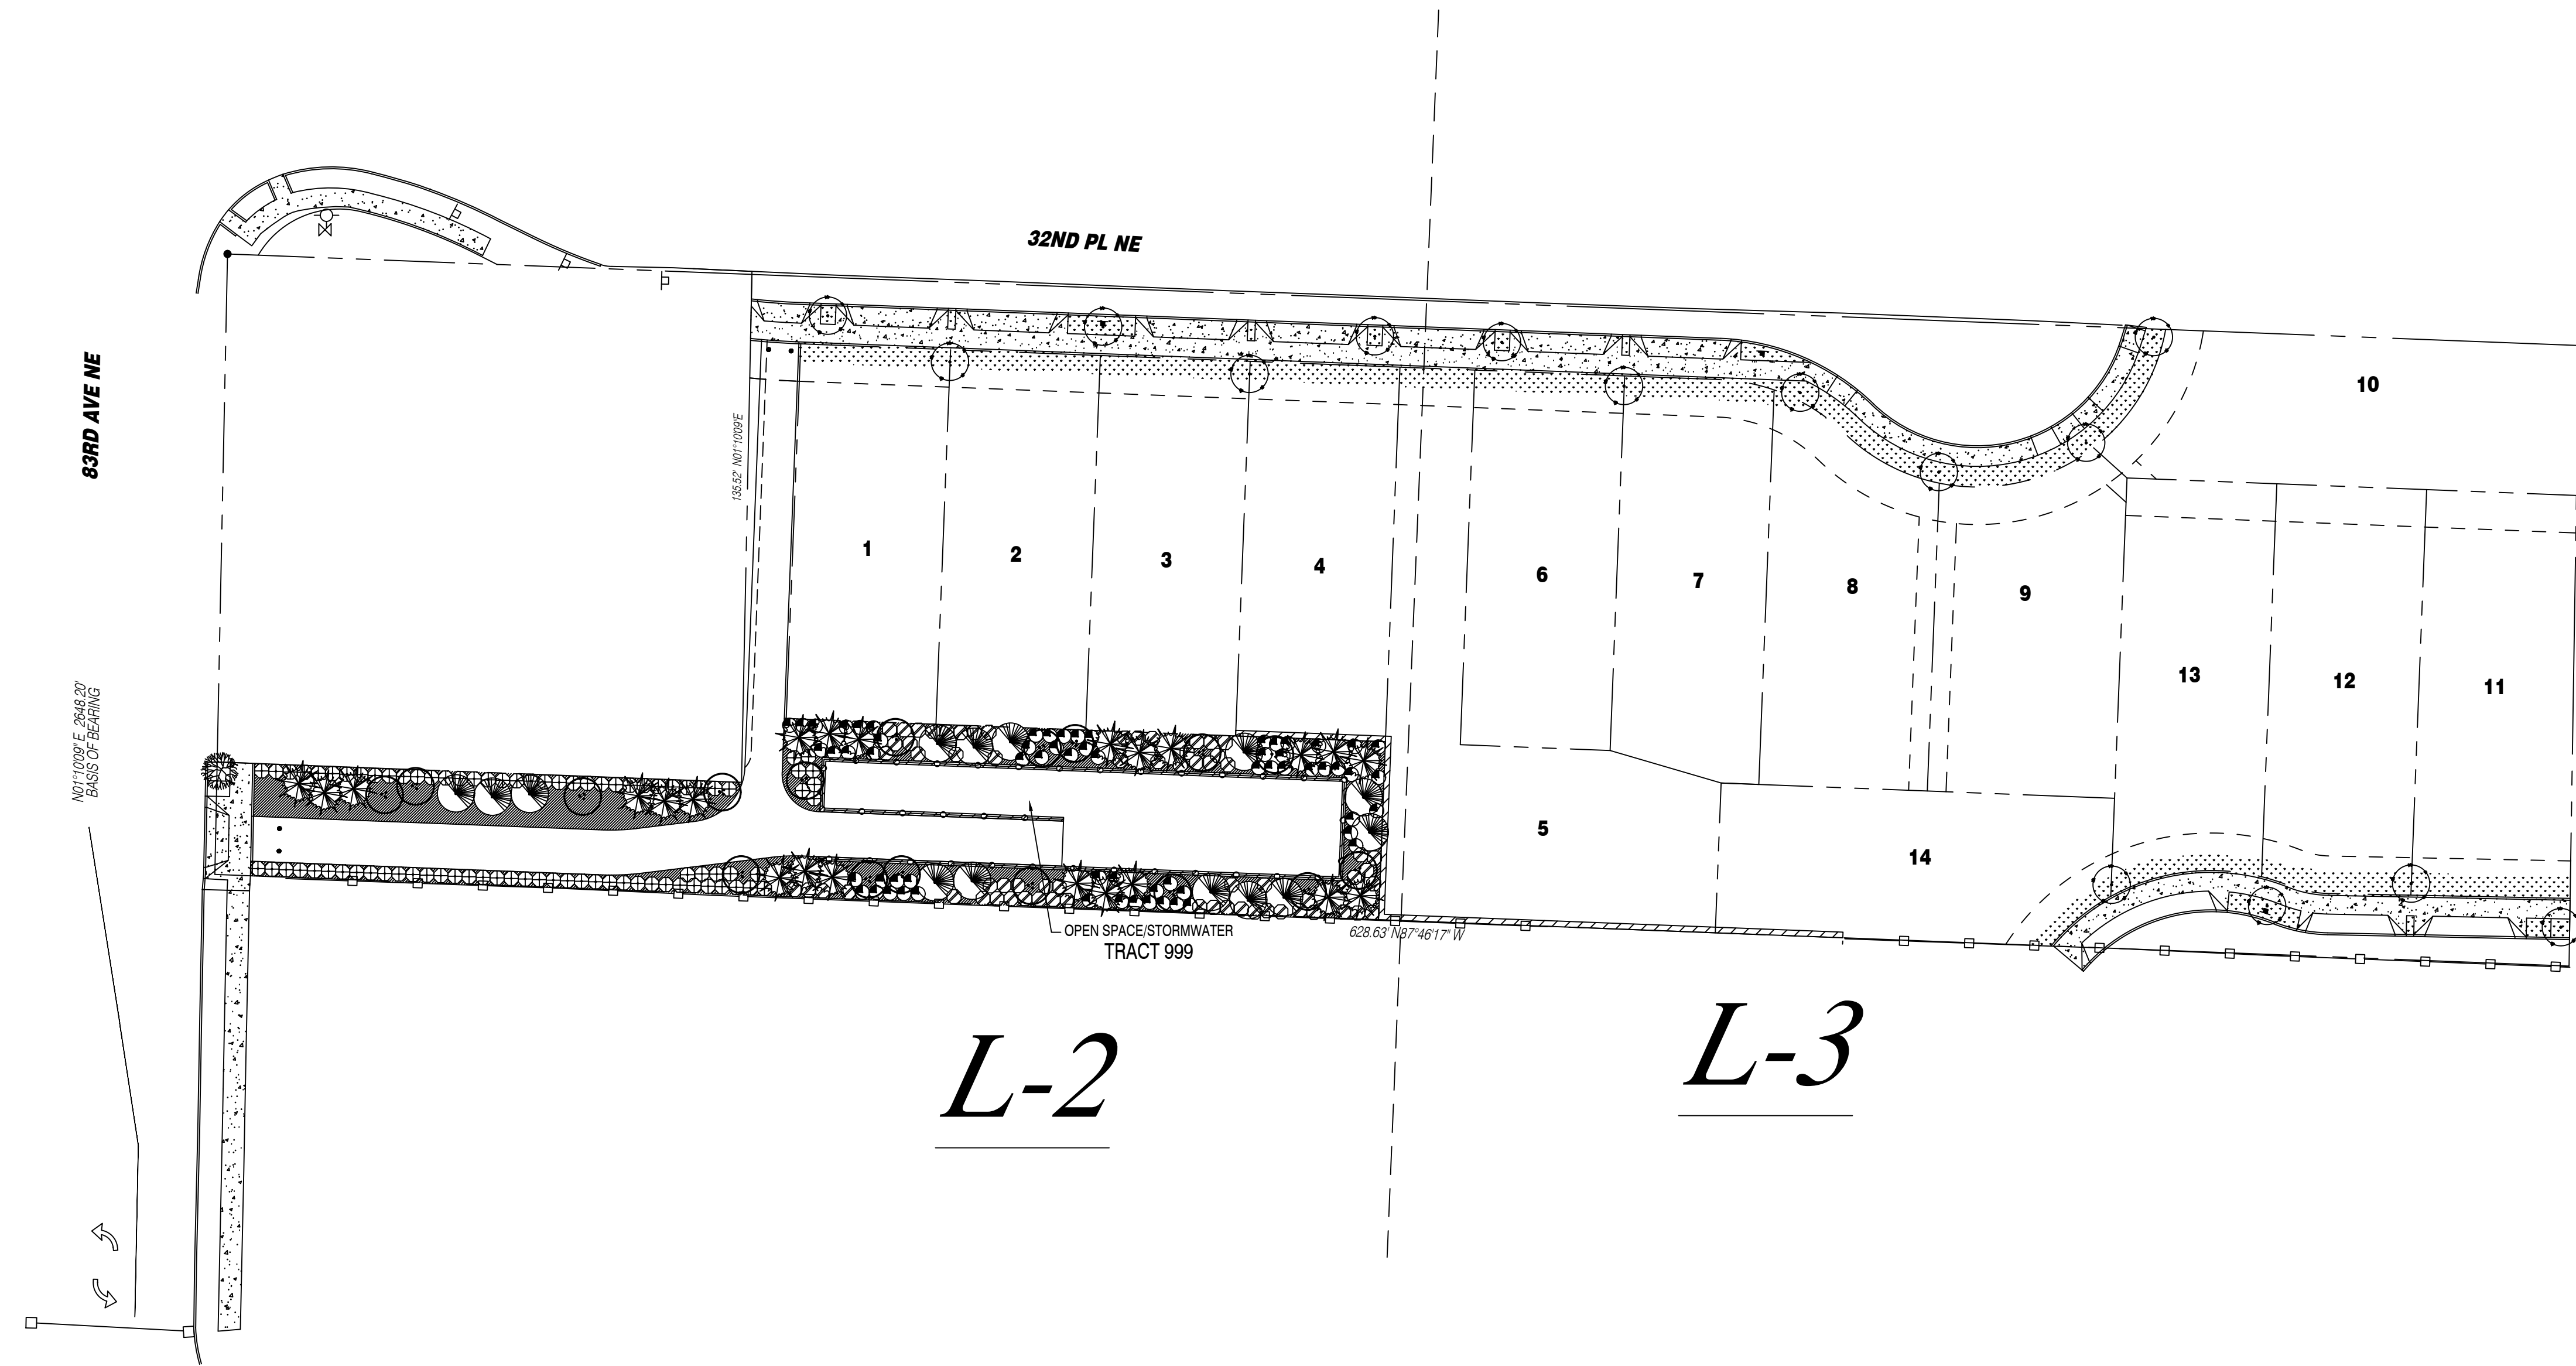 32ND PL NE
83RD AVE NE
135.52' N01°10'09"E
N01°10'09" E 2648.20'
BASIS OF BEARING
1
2
3
4
6
7
8
9
10
13
12
11
5
14
OPEN SPACE/STORMWATER
TRACT 999
628.63' N87°46'17" W
L-2
L-3